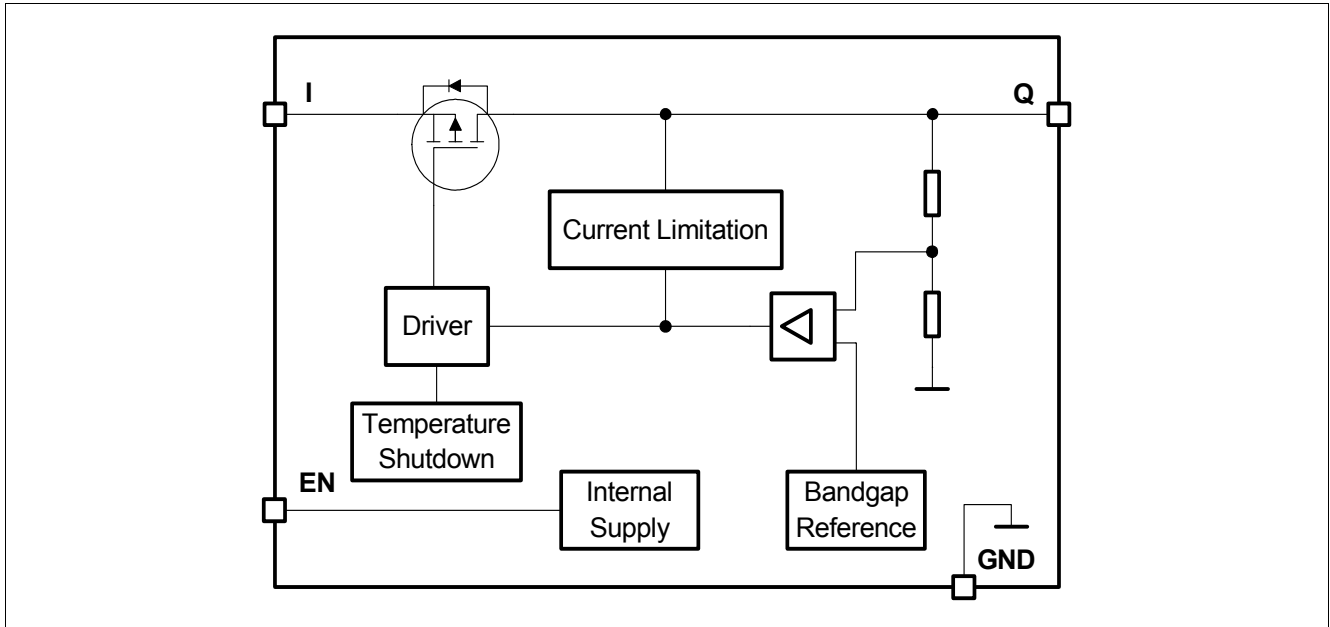 I
Q
Current Limitation
Driver
Temperature
Shutdown
EN
Internal
Supply
Bandgap
Reference
GND